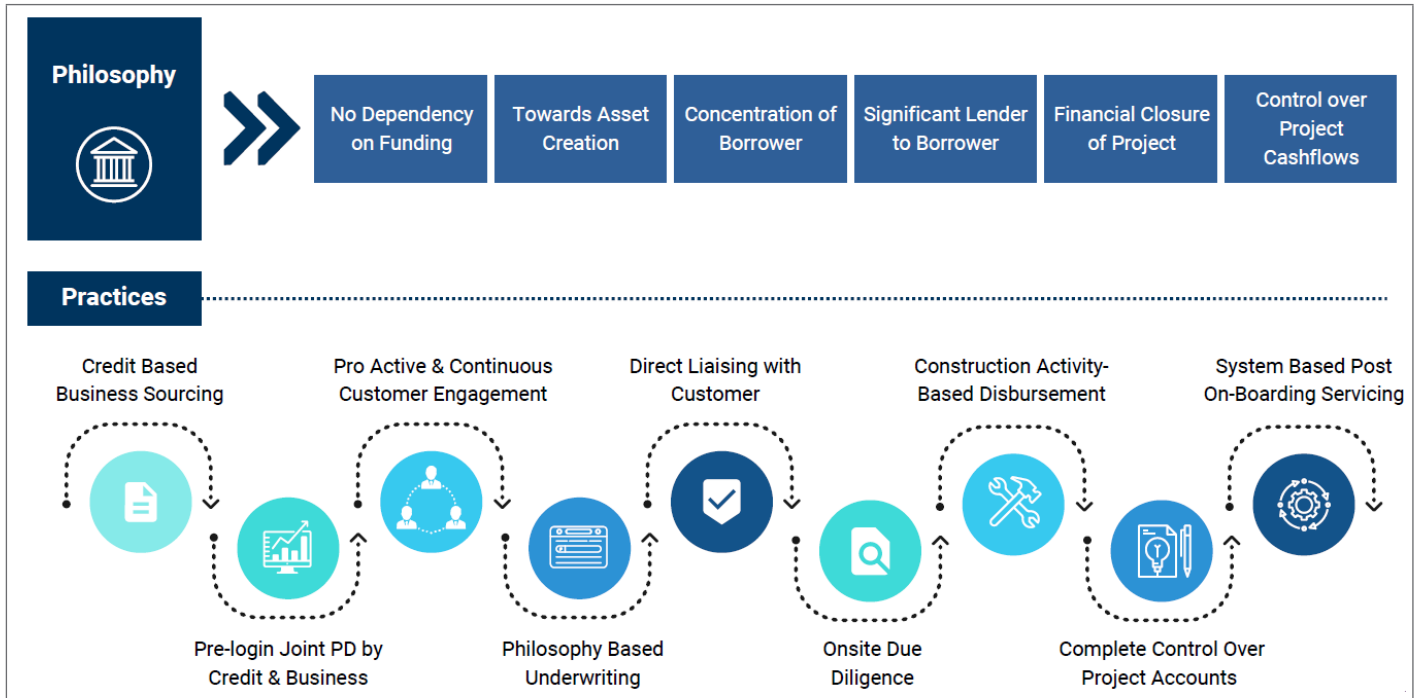 Philosophy
No Dependency
on Funding
Towards Asset
Creation
Concentration of
Borrower
Significant Lender
to Borrower
Financial Closure
of Project
Control over
Project
Cashflows
Practices
Credit Based
Business Sourcing
Pre-login Joint PD by
Credit & Business
Pro Active & Continuous
Customer Engagement
Philosophy Based
Underwriting
Direct Liaising with
Customer
Onsite Due
Diligence
Construction Activity-
Based Disbursement
Complete Control Over
Project Accounts
System Based Post
On-Boarding Servicing